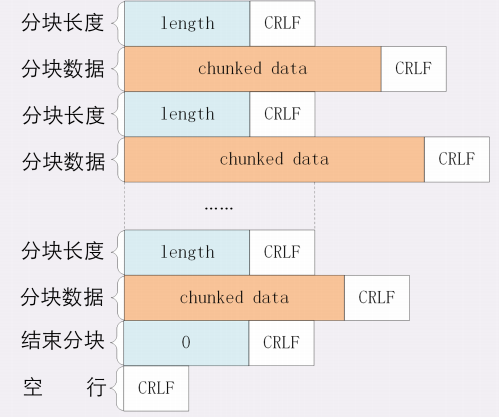 分块长度 length CRLF
分块数据 chunked data CRLF
分块长度 length CRLF
分块数据 chunked data CRLF
......
分块长度 length CRLF
分块数据 chunked data CRLF
结束分块 0 CRLF
空 行 CRLF